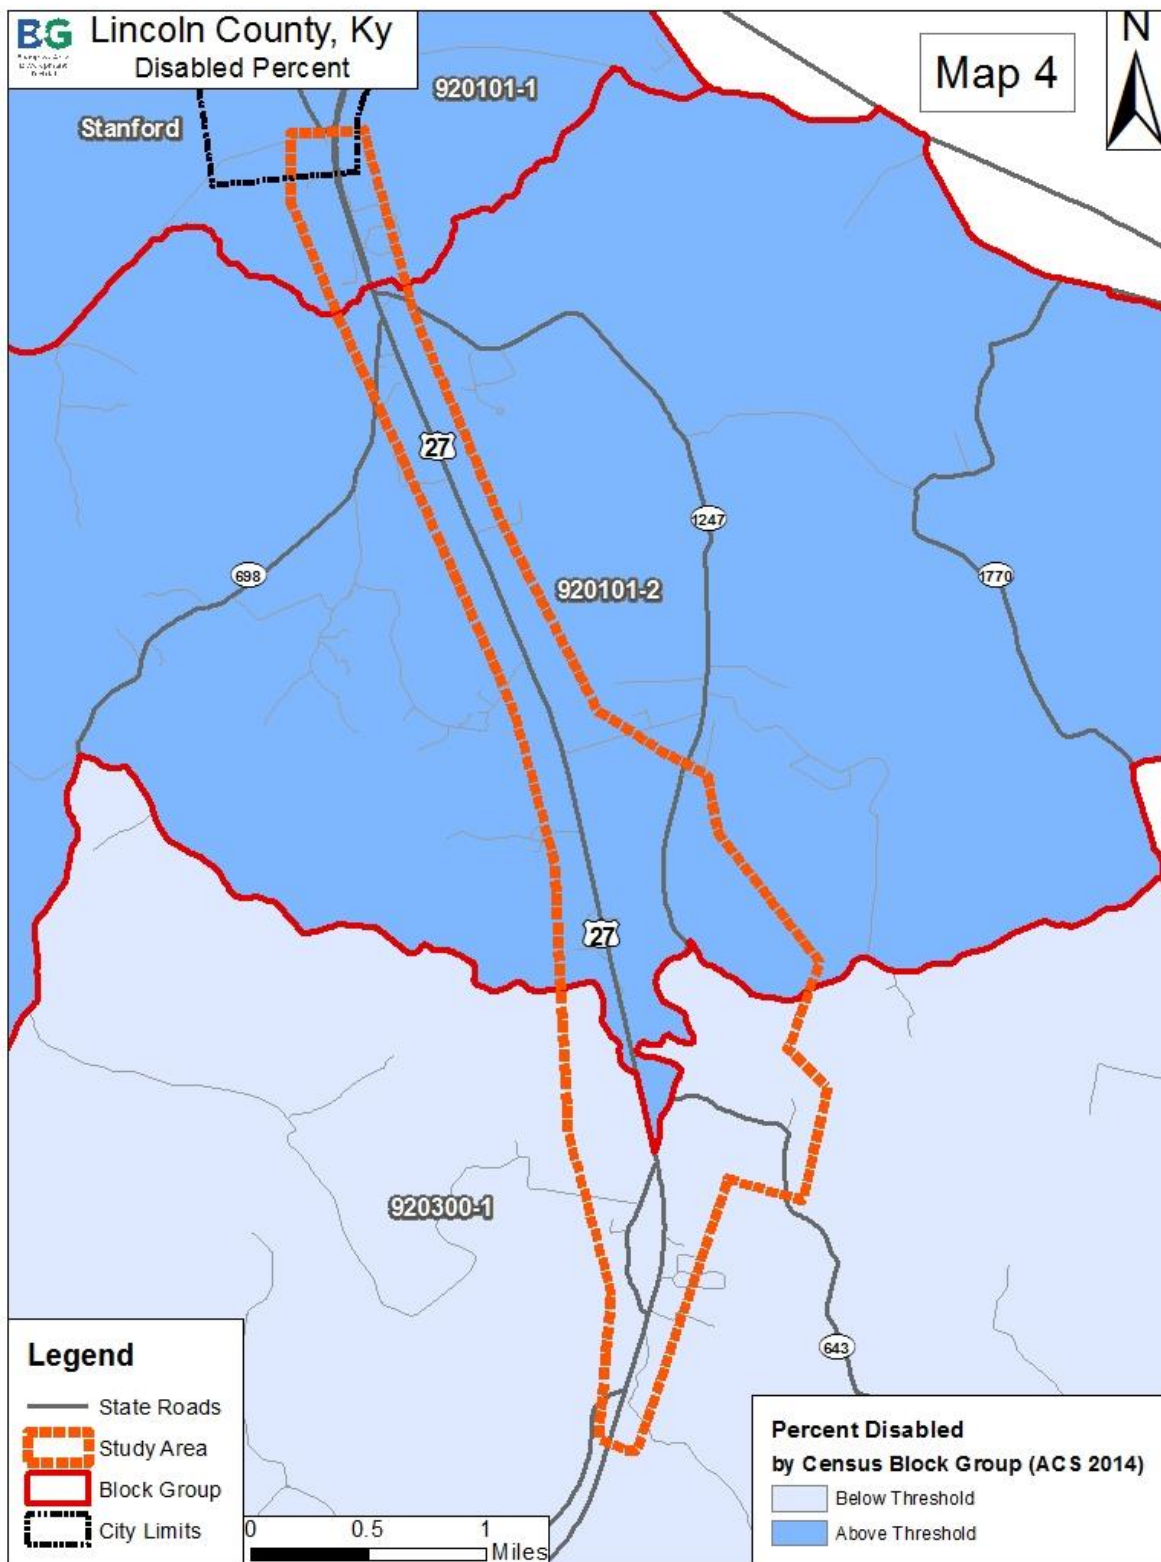 B G
Lincoln County, Ky
Disabled Percent
Map 4
N
920101-1
Stanford
27
1247
698
1770
920101-2
27
920300-1
643
Legend
State Roads
Study Area
Block Group
City Limits
0 0.5 1
Miles
Percent Disabled
by Census Block Group (ACS 2014)
Below Threshold
Above Threshold